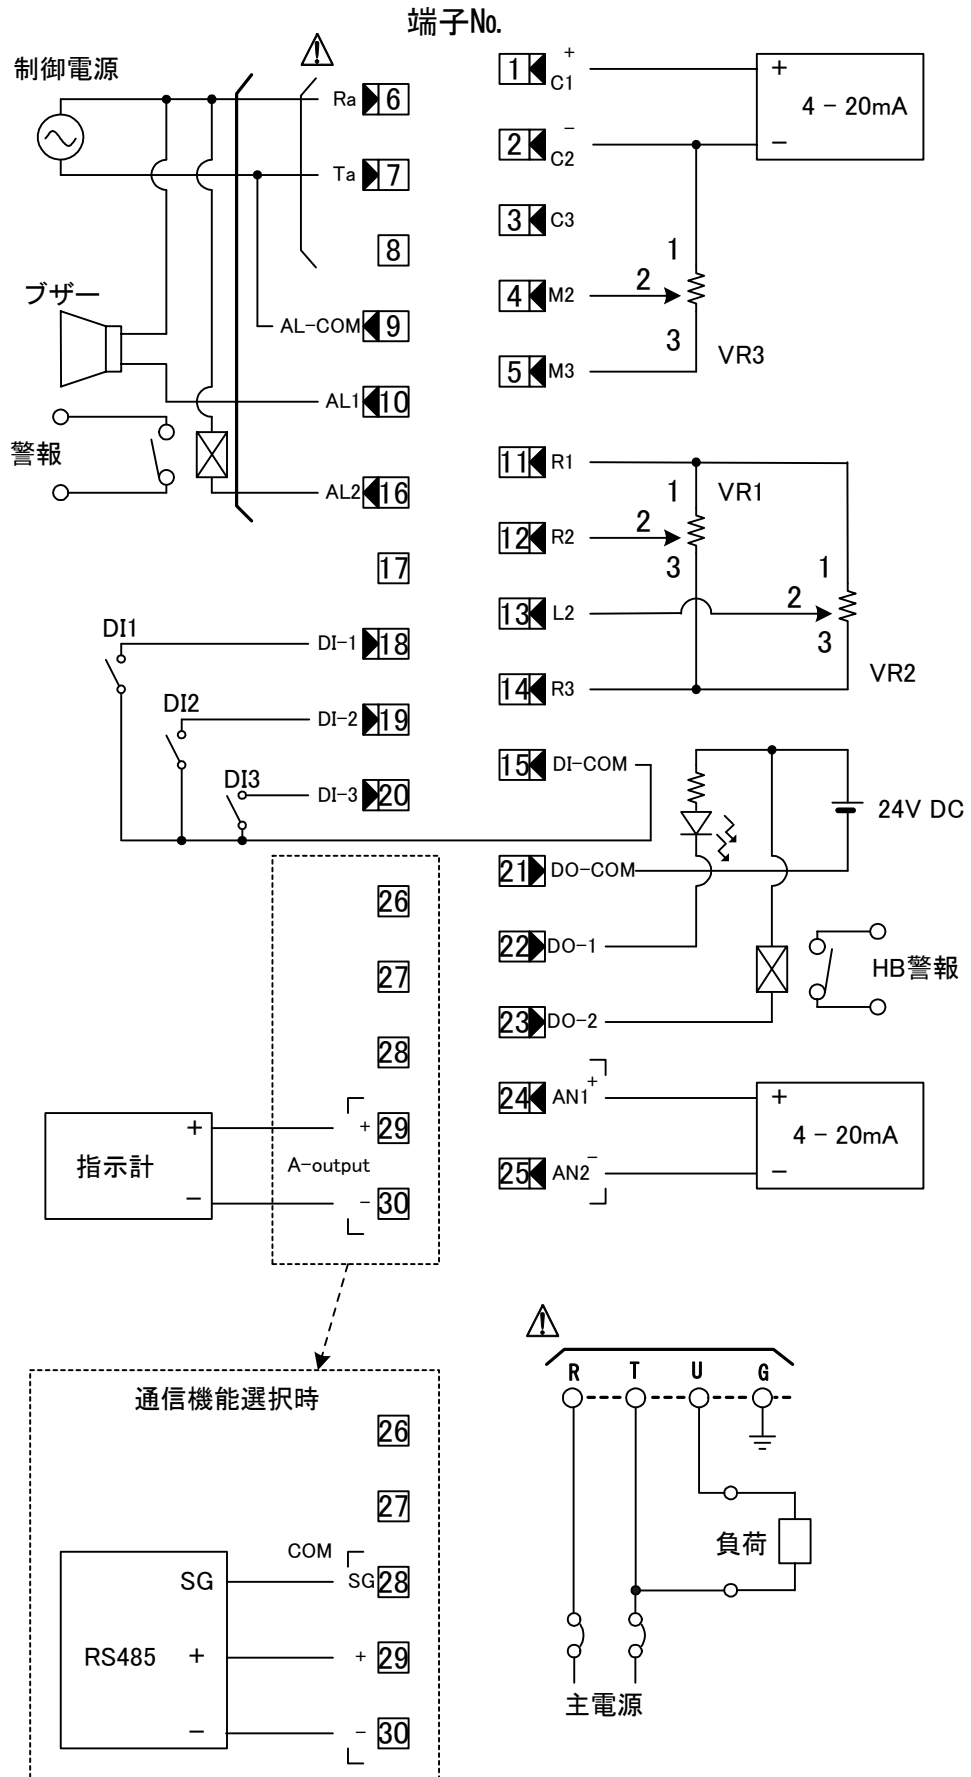 端子No.
制御電源
Ra 6
Ta 7
8
ブザー
AL-COM 9
AL1 10
警報
AL2 16
17
DI1
DI-1 18
DI2
DI-2 19
DI3
DI-3 20
26
27
28
+ 29
A-output
- 30
指示計
+
−
1 C1 +
2 C2 −
3 C3
4 M2
5 M3
+
4 - 20mA
−
1
2
3
VR3
11 R1
12 R2
13 L2
14 R3
15 DI-COM
1
VR1
2
3
1
2
3
VR2
24V DC
21 DO-COM
22 DO-1
23 DO-2
HB警報
24 AN1 +
25 AN2 −
+
4 - 20mA
−
通信機能選択時
26
27
COM
SG 28
+ 29
- 30
SG
RS485 +
−
R T U G
負荷
主電源